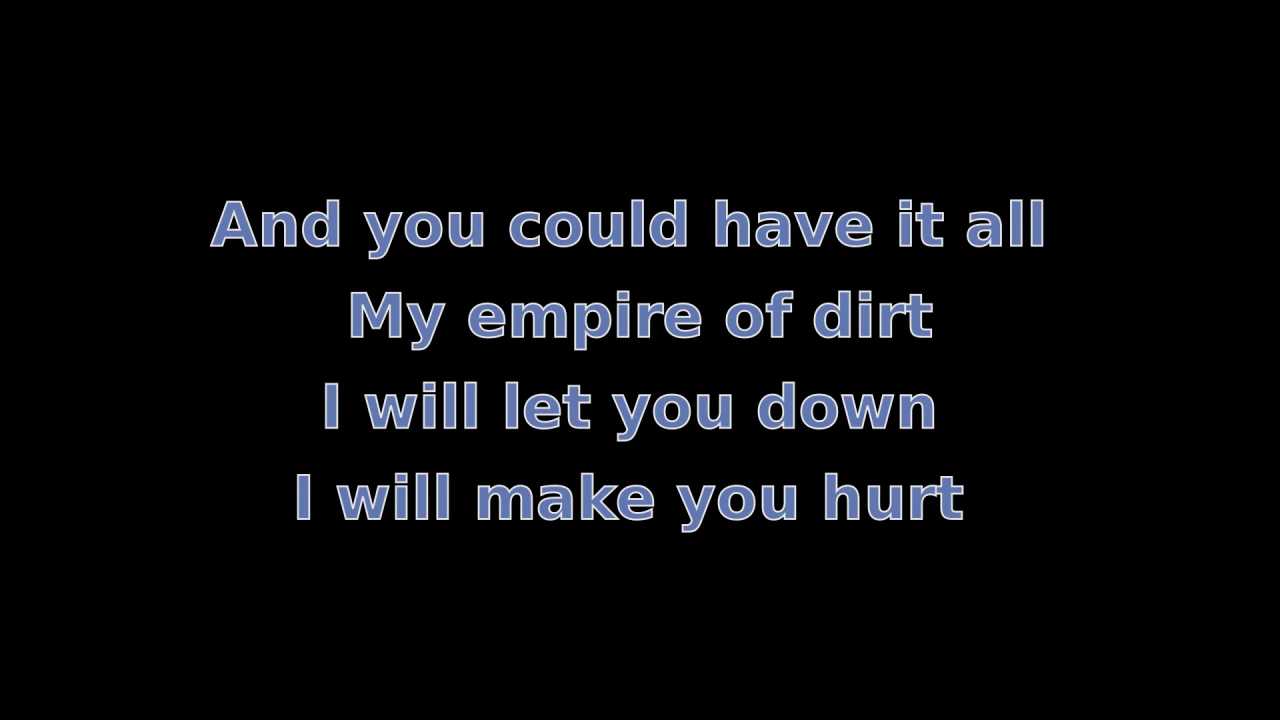 And you could have it all
My empire of dirt
I will let you down
I will make you hurt